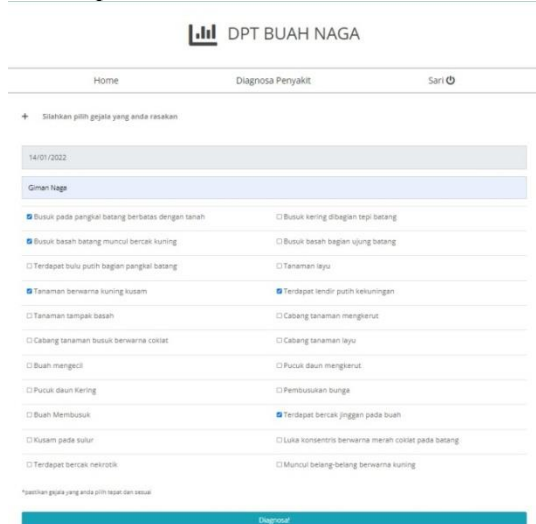 DPT BUAH NAGA
Home Diagnosa Penyakit Sari
+ Silahkan pilih gejala yang anda rasakan
14/01/2022
Giman Naga
Busuk pada pangkal batang berbatas dengan tanah Busuk kering dibagian tepi batang
Busuk basah batang muncul bercak kuning Busuk basah bagian ujung batang
Terdapat bulu putih bagian pangkal batang Tanaman layu
Tanaman berwarna kuning kusam Terdapat lendir putih kekuningan
Tanaman tampak basah Cabang tanaman mengkerut
Cabang tanaman busuk berwarna coklat Cabang tanaman layu
Buah mengecil Pucuk daun mengkerut
Pucuk daun Kering Pembusukan bunga
Buah Membusuk Terdapat bercak jinggan pada buah
Kusam pada sulur Luka konsentris berwarna merah coklat pada batang
Terdapat bercak nekrotik Muncul belang-belang berwarna kuning
*pastikan gejala yang anda pilih tepat dan sesuai
Diagnosa!